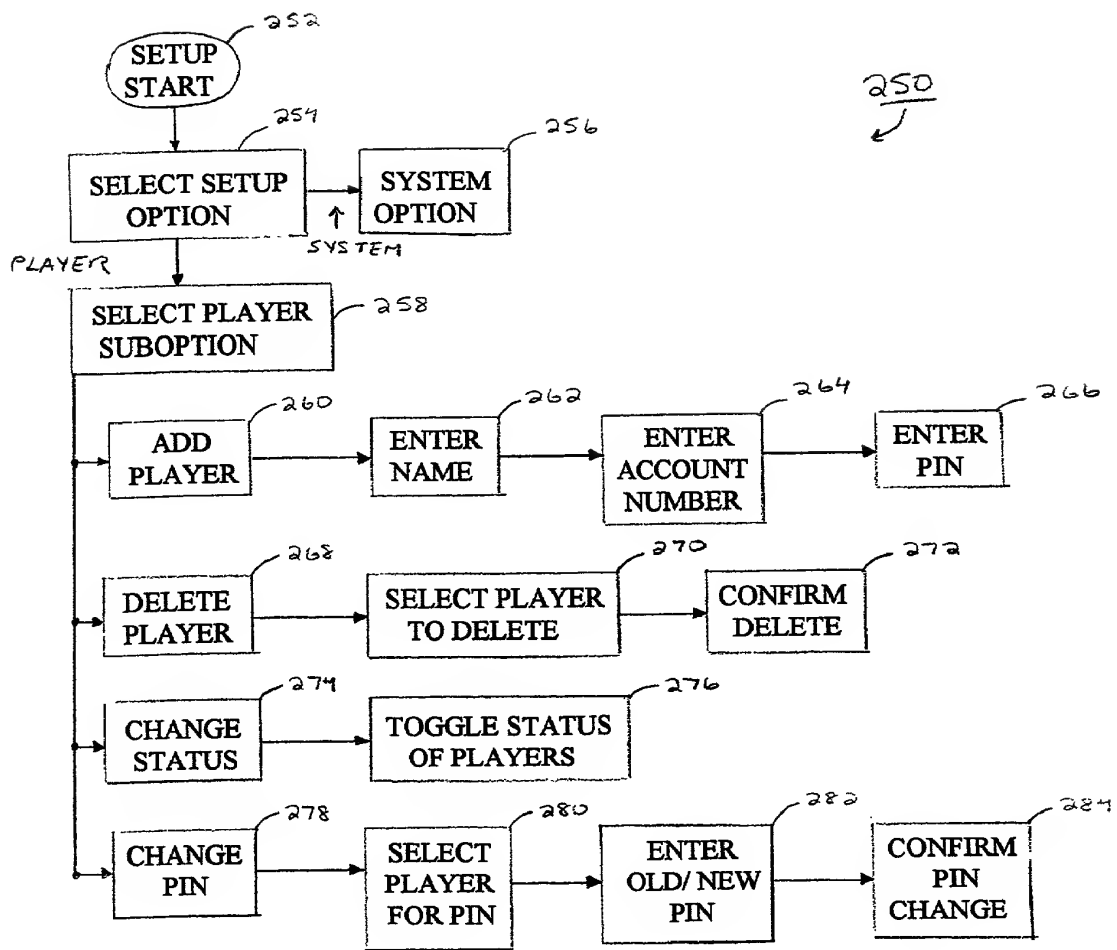 252
SETUP
START
250
254
256
SELECT SETUP
OPTION
SYSTEM
OPTION
SYSTEM
PLAYER
258
SELECT PLAYER
SUBOPTION
260
262
264
266
ADD
PLAYER
ENTER
NAME
ENTER
ACCOUNT
NUMBER
ENTER
PIN
268
270
272
DELETE
PLAYER
SELECT PLAYER
TO DELETE
CONFIRM
DELETE
274
276
CHANGE
STATUS
TOGGLE STATUS
OF PLAYERS
278
280
282
284
CHANGE
PIN
SELECT
PLAYER
FOR PIN
ENTER
OLD/ NEW
PIN
CONFIRM
PIN
CHANGE